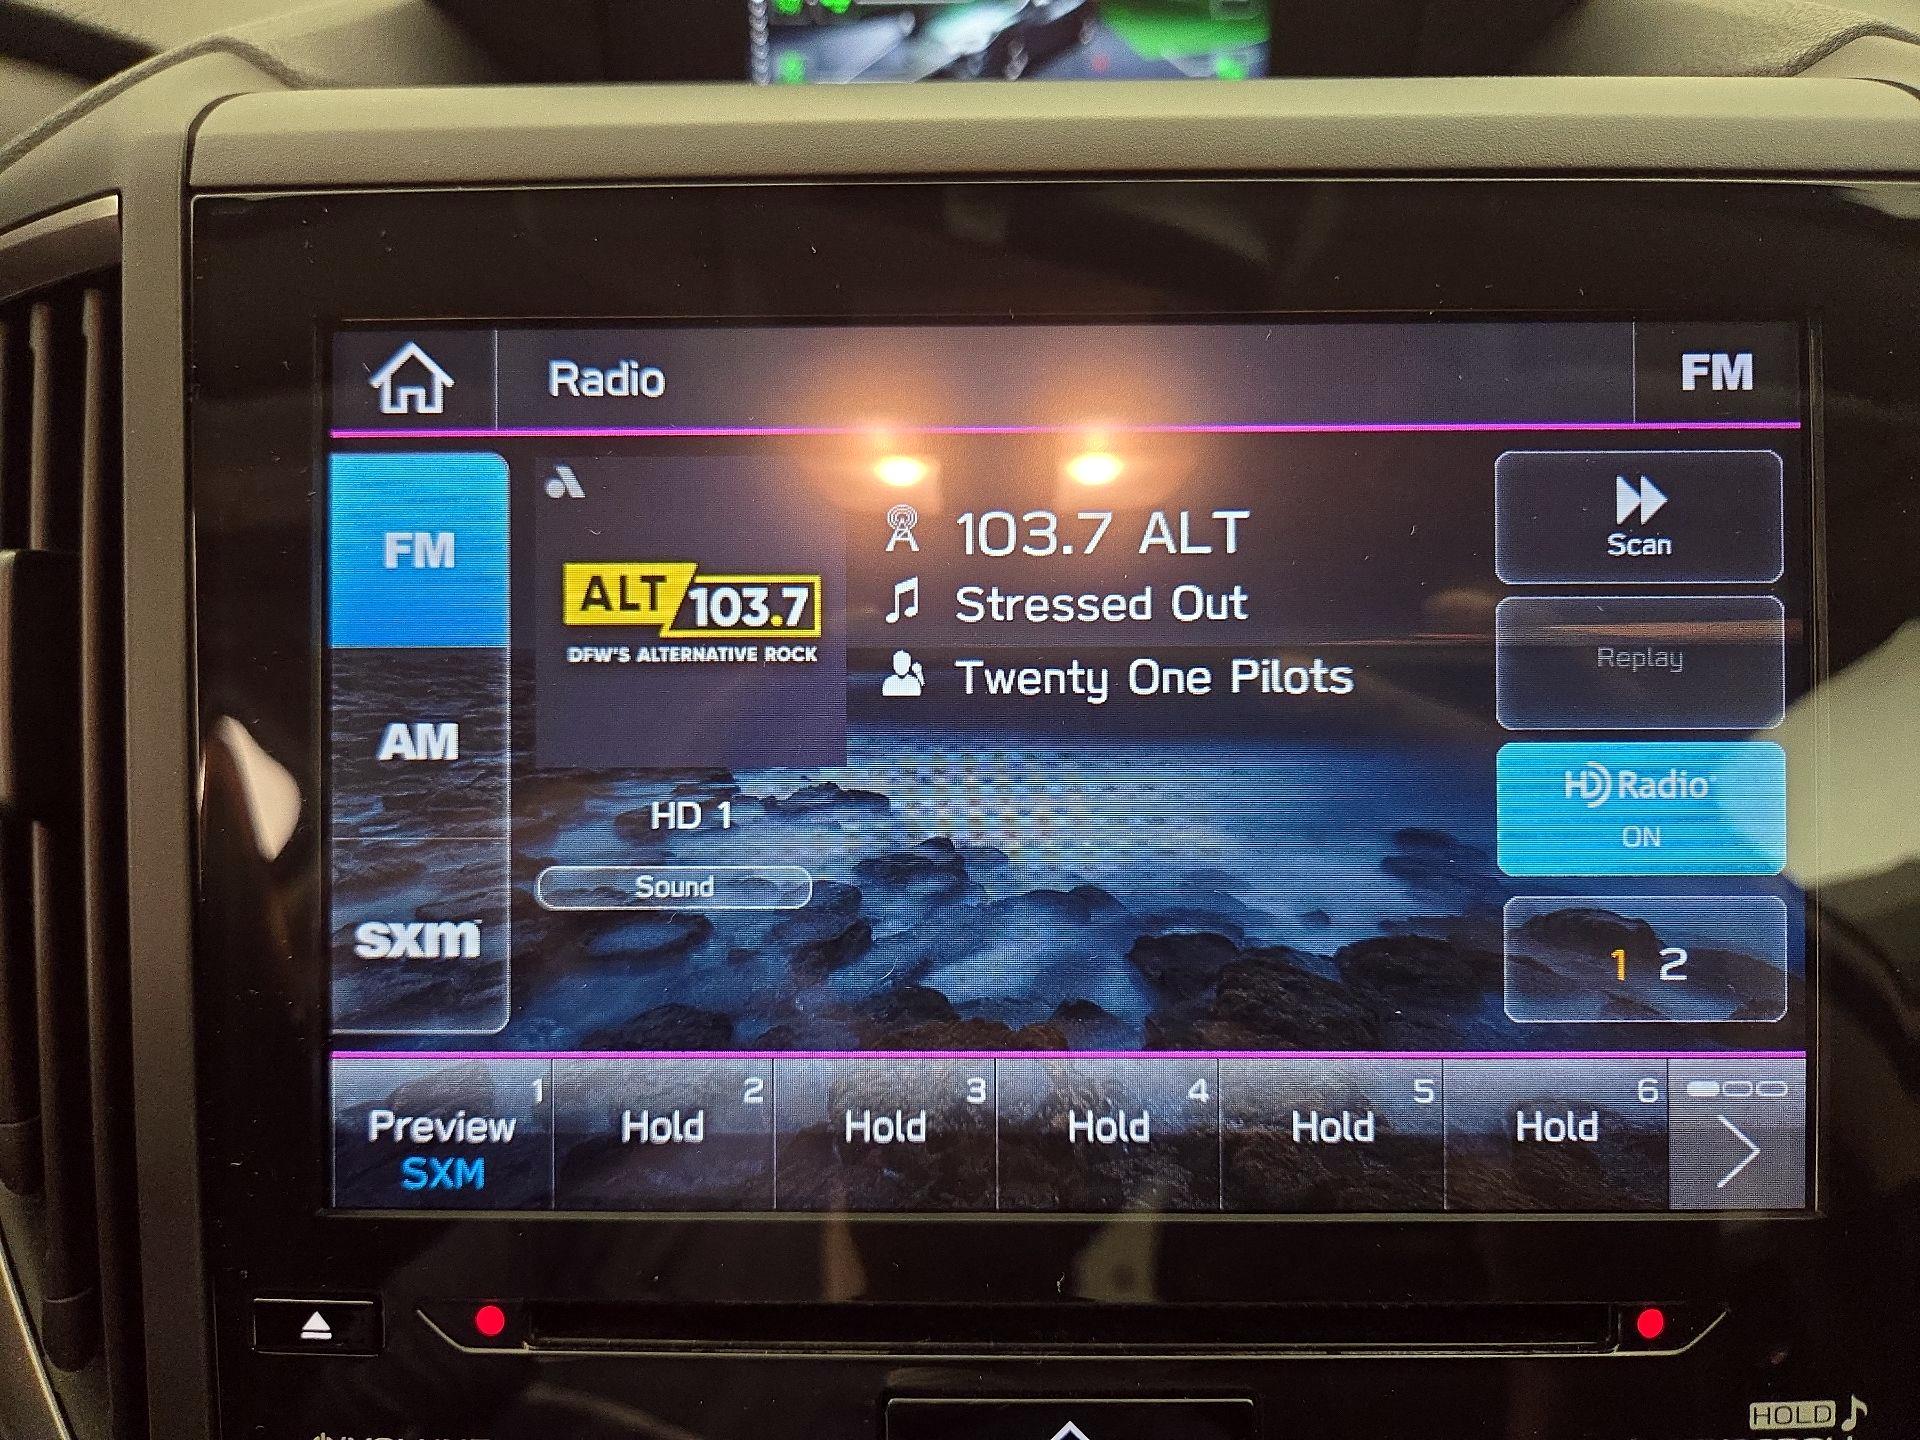 Radio
FM
FM
AM
sxm
ALT 103.7
DFW'S ALTERNATIVE ROCK
103.7 ALT
Stressed Out
Twenty One Pilots
HD 1
Sound
Scan
Replay
HD Radio
ON
1 2
1
Preview
SXM
2
Hold
3
Hold
4
Hold
5
Hold
6
Hold
HOLD